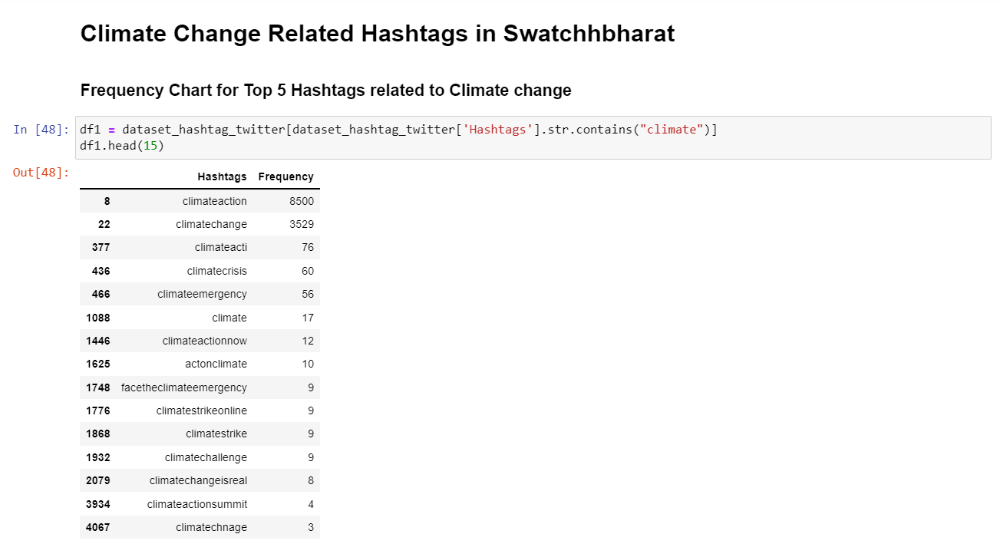 Climate Change Related Hashtags in Swatchhbharat
Frequency Chart for Top 5 Hashtags related to Climate change
In [48]: df1 = dataset_hashtag_twitter[dataset_hashtag_twitter['Hashtags'].str.contains("climate")]
df1.head(15)
Out[48]:
Hashtags Frequency
8 climateaction 8500
22 climatechange 3529
377 climateacti 76
436 climatecrisis 60
466 climateemergency 56
1088 climate 17
1446 climateactionnow 12
1625 actonclimate 10
1748 facetheclimateemergency 9
1776 climatestrikeonline 9
1868 climatestrike 9
1932 climatechallenge 9
2079 climatechangeisreal 8
3934 climateactionsummit 4
4067 climatechnage 3